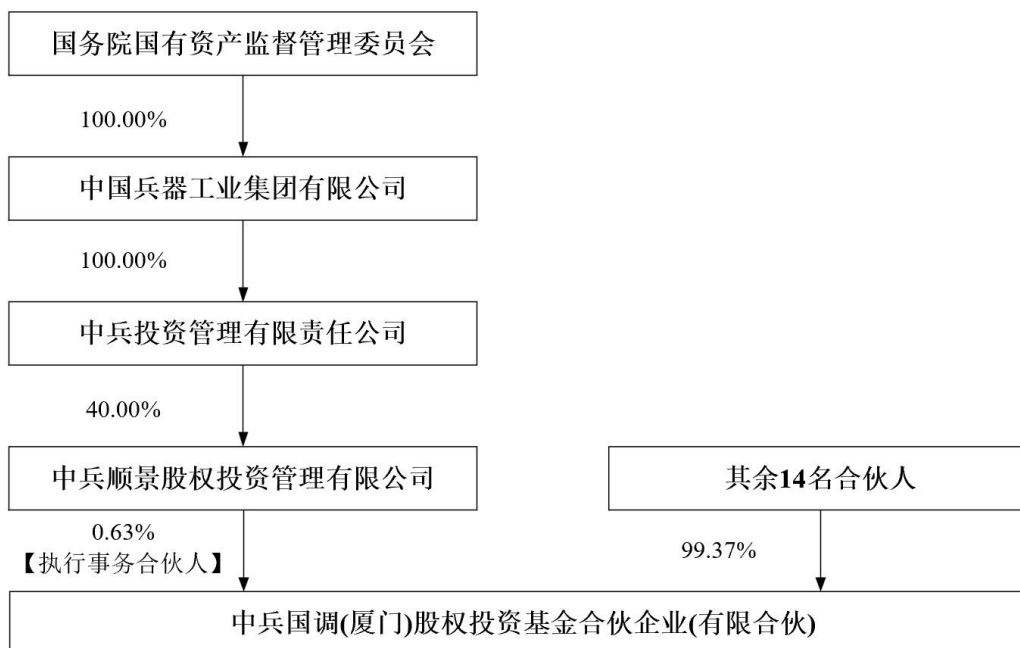 国务院国有资产监督管理委员会
100.00%
中国兵器工业集团有限公司
100.00%
中兵投资管理有限责任公司
40.00%
中兵顺景股权投资管理有限公司
其余14名合伙人
0.63%
【执行事务合伙人】
99.37%
中兵国调(厦门)股权投资基金合伙企业(有限合伙)